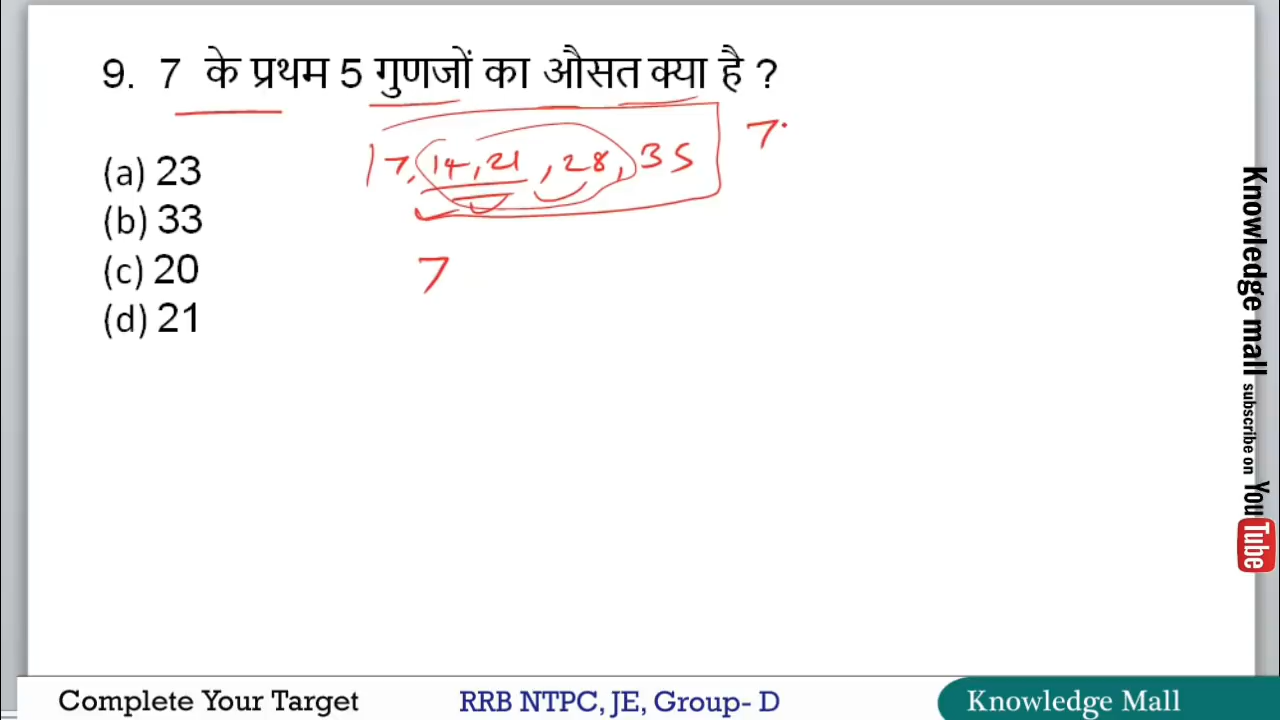 9. 7 के प्रथम 5 गुणजों का औसत क्या है ?
7, 14, 21, 28, 35
7
(a) 23
(b) 33
(c) 20
(d) 21
7
Knowledge mall subscribe on YouTube
Complete Your Target
RRB NTPC, JE, Group- D
Knowledge Mall